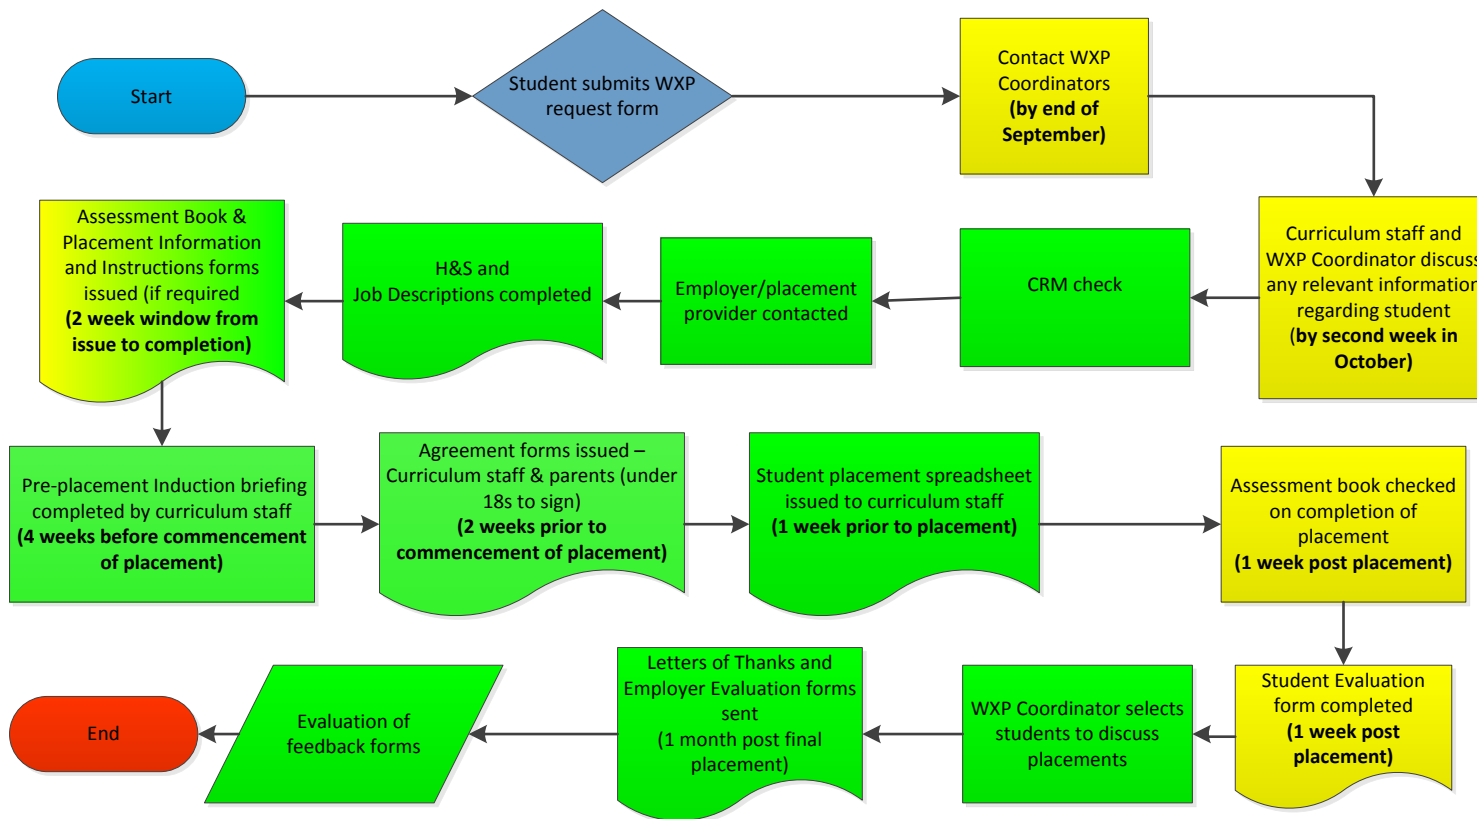 Start
Student submits WXP
request form
Contact WXP
Coordinators
(by end of
September)
Curriculum staff and
WXP Coordinator discuss
any relevant information
regarding student
(by second week in
October)
CRM check
Employer/placement
provider contacted
H&S and
Job Descriptions completed
Assessment Book &
Placement Information
and Instructions forms
issued (if required
(2 week window from
issue to completion)
Pre-placement Induction briefing
completed by curriculum staff
(4 weeks before commencement
of placement)
Agreement forms issued –
Curriculum staff & parents (under
18s to sign)
(2 weeks prior to
commencement of placement)
Student placement spreadsheet
issued to curriculum staff
(1 week prior to placement)
Assessment book checked
on completion of
placement
(1 week post placement)
Student Evaluation
form completed
(1 week post
placement)
WXP Coordinator selects
students to discuss
placements
Letters of Thanks and
Employer Evaluation forms
sent
(1 month post final
placement)
Evaluation of
feedback forms
End